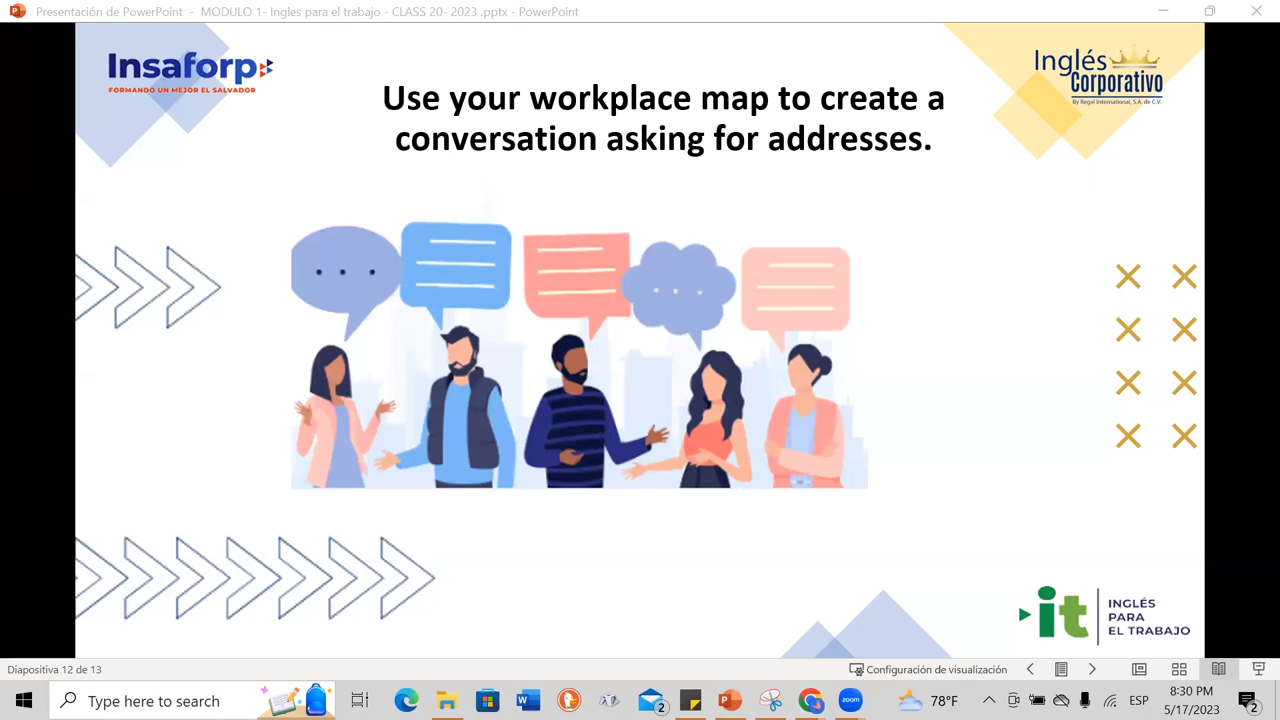 Presentación de PowerPoint - MODULO 1- Ingles para el trabajo - CLASS 20- 2023 .pptx - PowerPoint
Insaforp
FORMANDO UN MEJOR EL SALVADOR
Inglés
Corporativo
By Regal International, S.A. de C.V.
Use your workplace map to create a
conversation asking for addresses.
it
INGLÉS
PARA
EL TRABAJO
Diapositiva 12 de 13
Configuración de visualización
Type here to search
2
zoom
78°F
ESP
8:30 PM
5/17/2023
2